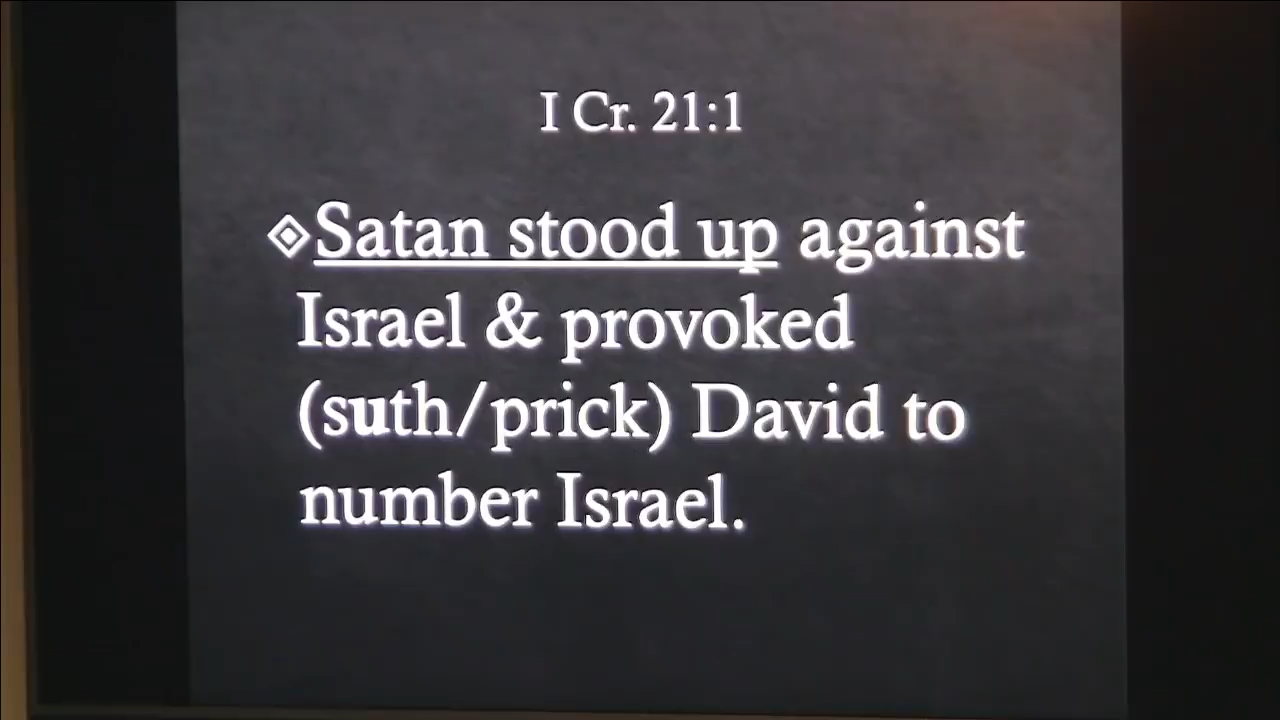 I Cr. 21:1
Satan stood up against
Israel & provoked
(suth/prick) David to
number Israel.